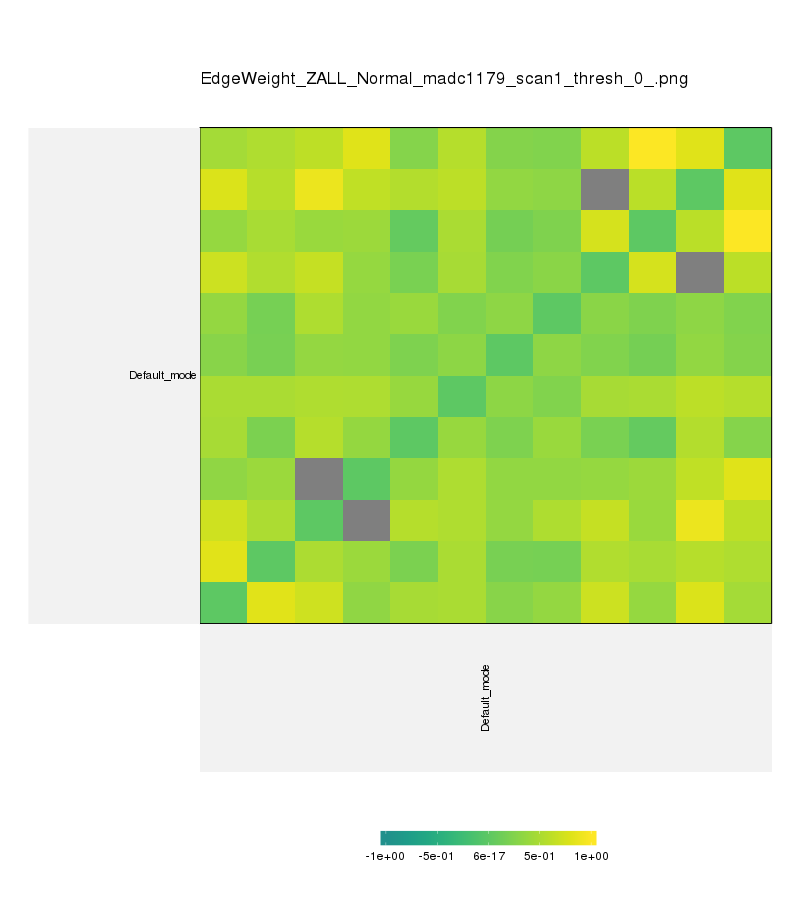 EdgeWeight_ZALL_Normal_madc1179_scan1_thresh_0_.png
Default_mode
Default_mode
-1e+00 -5e-01 6e-17 5e-01 1e+00